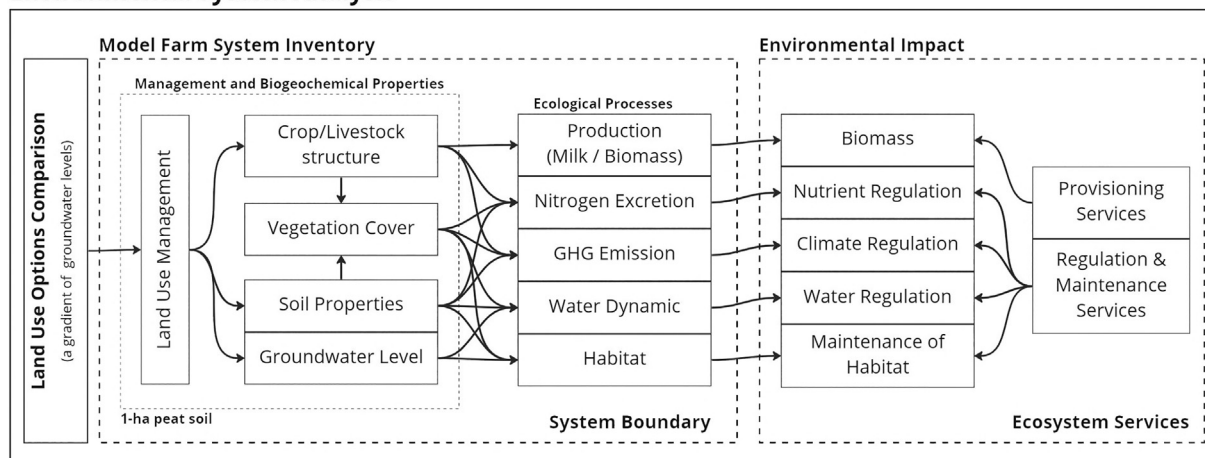 Model Farm System Inventory
Environmental Impact
Land Use Options Comparison
(a gradient of groundwater levels)
Management and Biogeochemical Properties
Land Use Management
Crop/Livestock
structure
Vegetation Cover
Soil Properties
Groundwater Level
1-ha peat soil
Ecological Processes
Production
(Milk / Biomass)
Nitrogen Excretion
GHG Emission
Water Dynamic
Habitat
System Boundary
Biomass
Nutrient Regulation
Climate Regulation
Water Regulation
Maintenance of
Habitat
Provisioning
Services
Regulation &
Maintenance
Services
Ecosystem Services